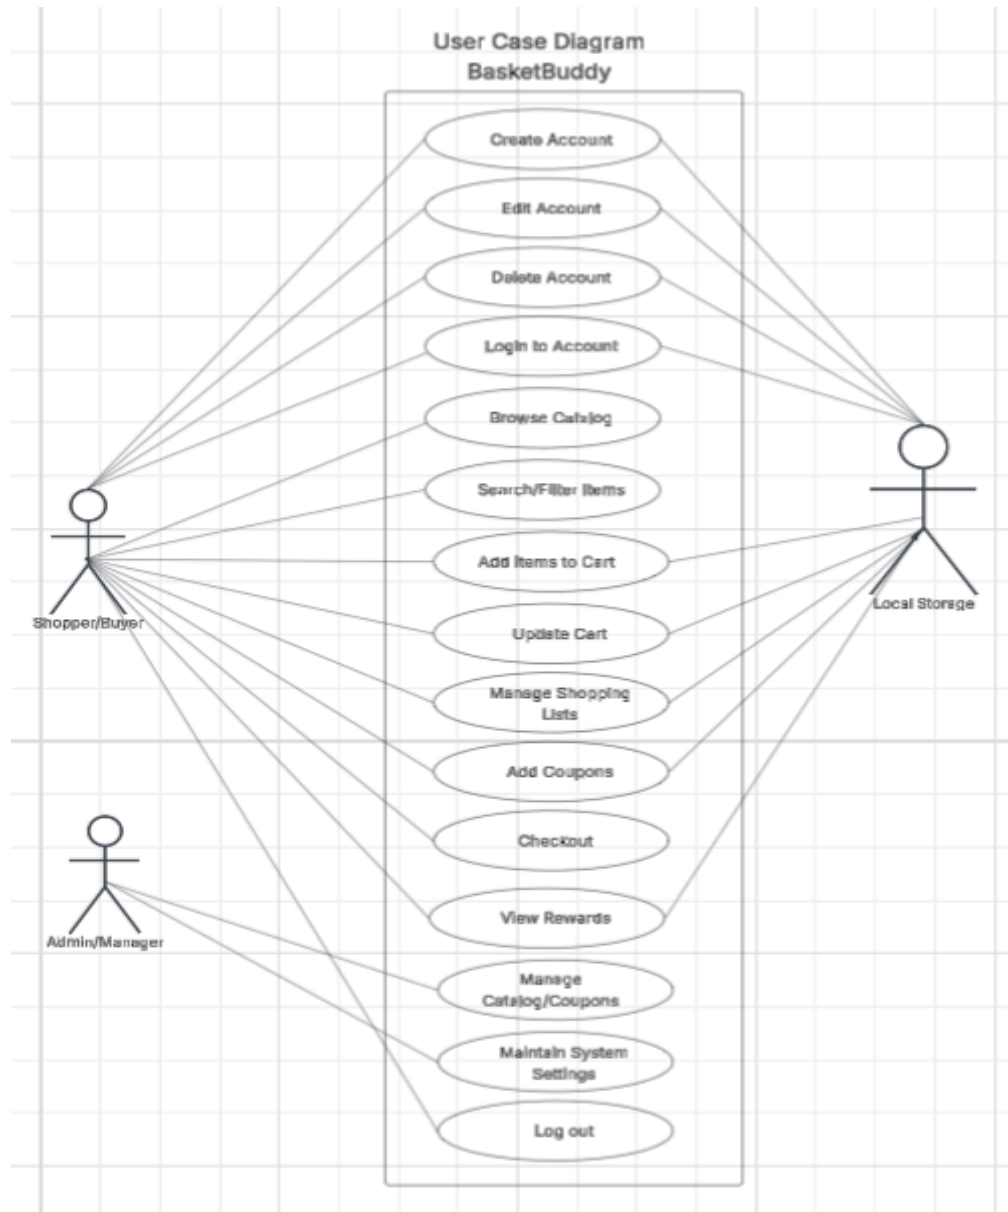 User Case Diagram
BasketBuddy
Create Account
Edit Account
Delete Account
Login to Account
Browse Catalog
Search/Filter Items
Add Items to Cart
Update Cart
Manage Shopping
Lists
Add Coupons
Checkout
View Rewards
Manage
Catalog/Coupons
Maintain System
Settings
Log out
Shopper/Buyer
Admin/Manager
Local Storage